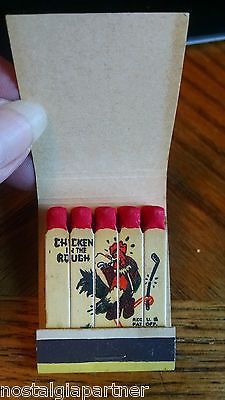 CHICKEN
IN THE
ROUGH
REG. U. S.
PAT. OFF.
nostalgiapartner